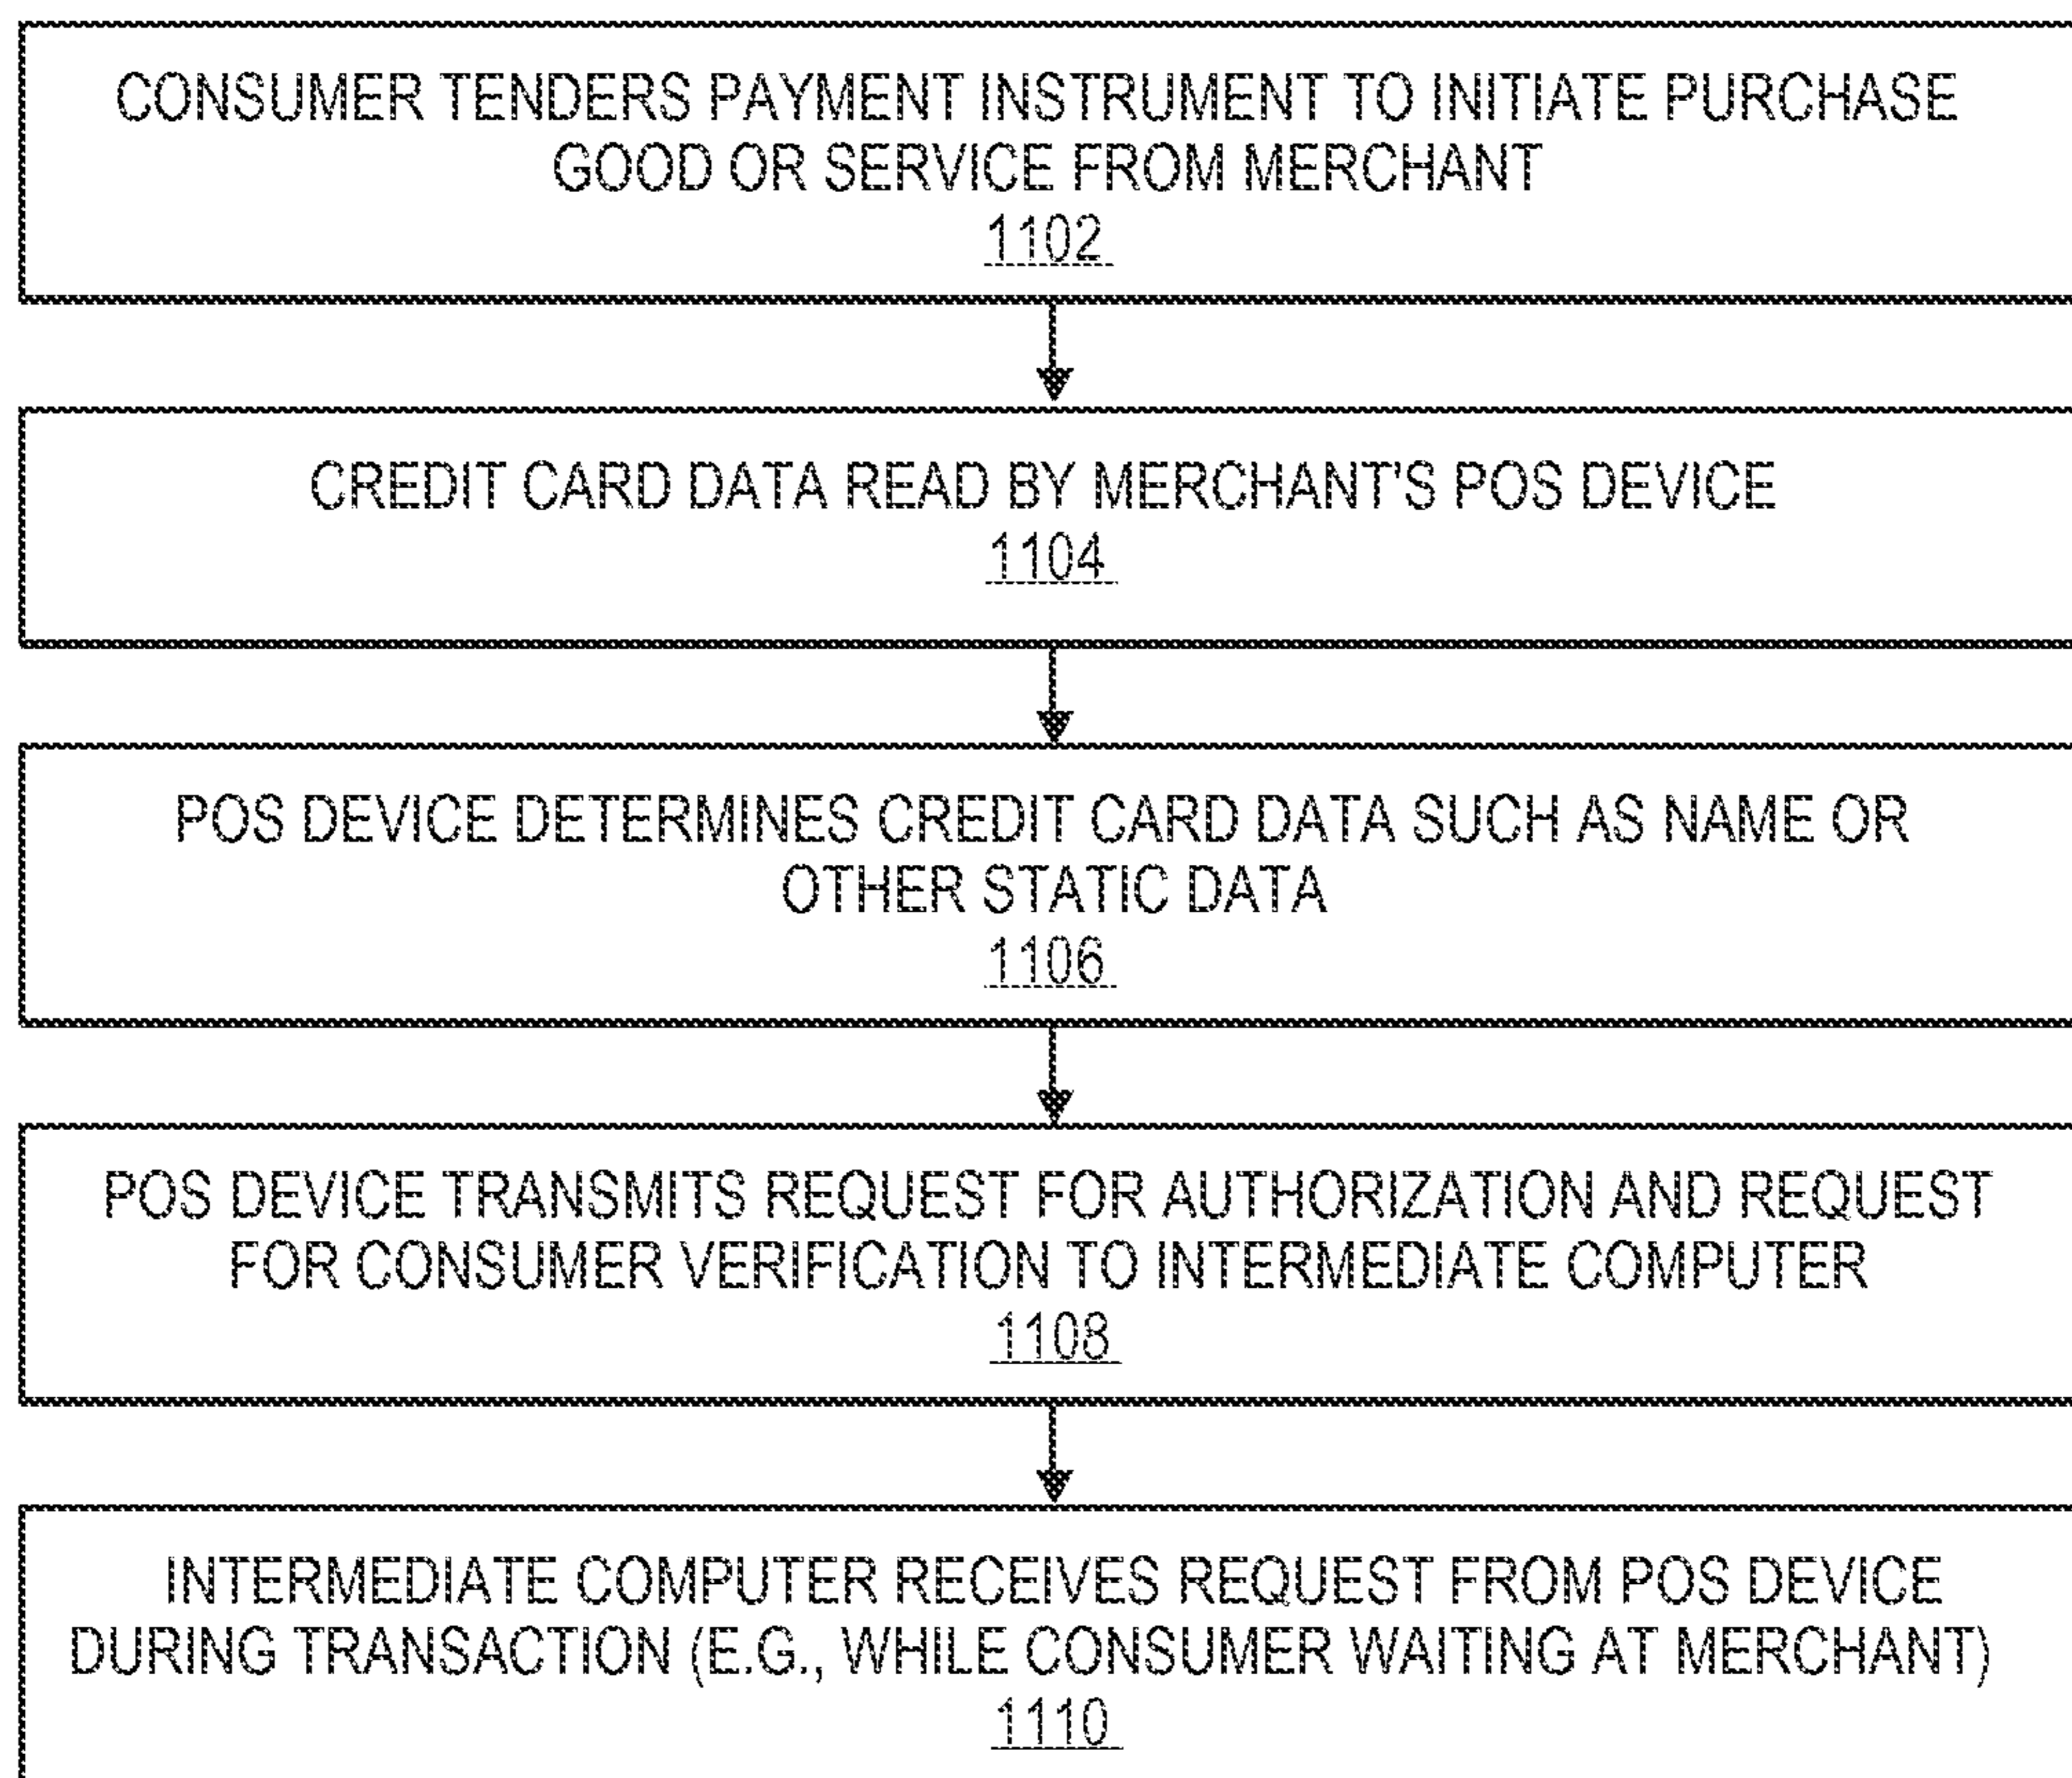 CONSUMER TENDERS PAYMENT INSTRUMENT TO INITIATE PURCHASE
GOOD OR SERVICE FROM MERCHANT
1102
CREDIT CARD DATA READ BY MERCHANT'S POS DEVICE
1104
POS DEVICE DETERMINES CREDIT CARD DATA SUCH AS NAME OR
OTHER STATIC DATA
1106
POS DEVICE TRANSMITS REQUEST FOR AUTHORIZATION AND REQUEST
FOR CONSUMER VERIFICATION TO INTERMEDIATE COMPUTER
1108
INTERMEDIATE COMPUTER RECEIVES REQUEST FROM POS DEVICE
DURING TRANSACTION (E.G., WHILE CONSUMER WAITING AT MERCHANT)
1110